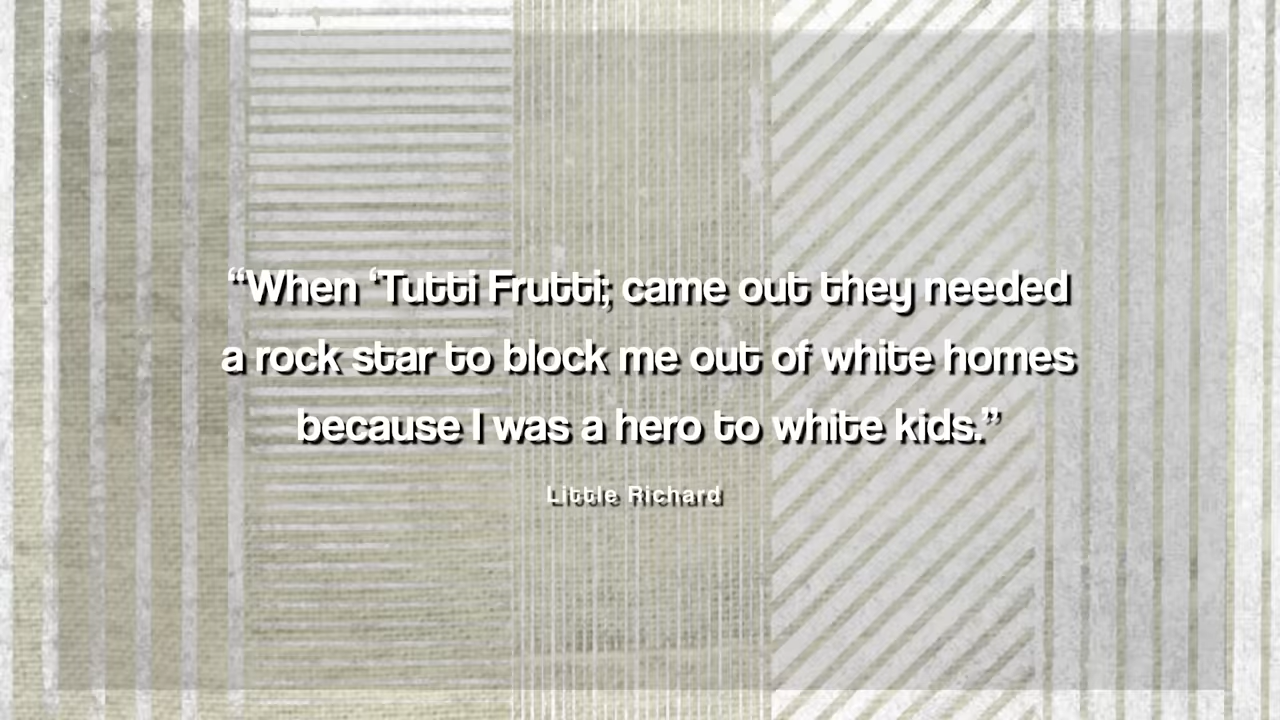 “When ‘Tutti Frutti; came out they needed
a rock star to block me out of white homes
because I was a hero to white kids.”
Little Richard